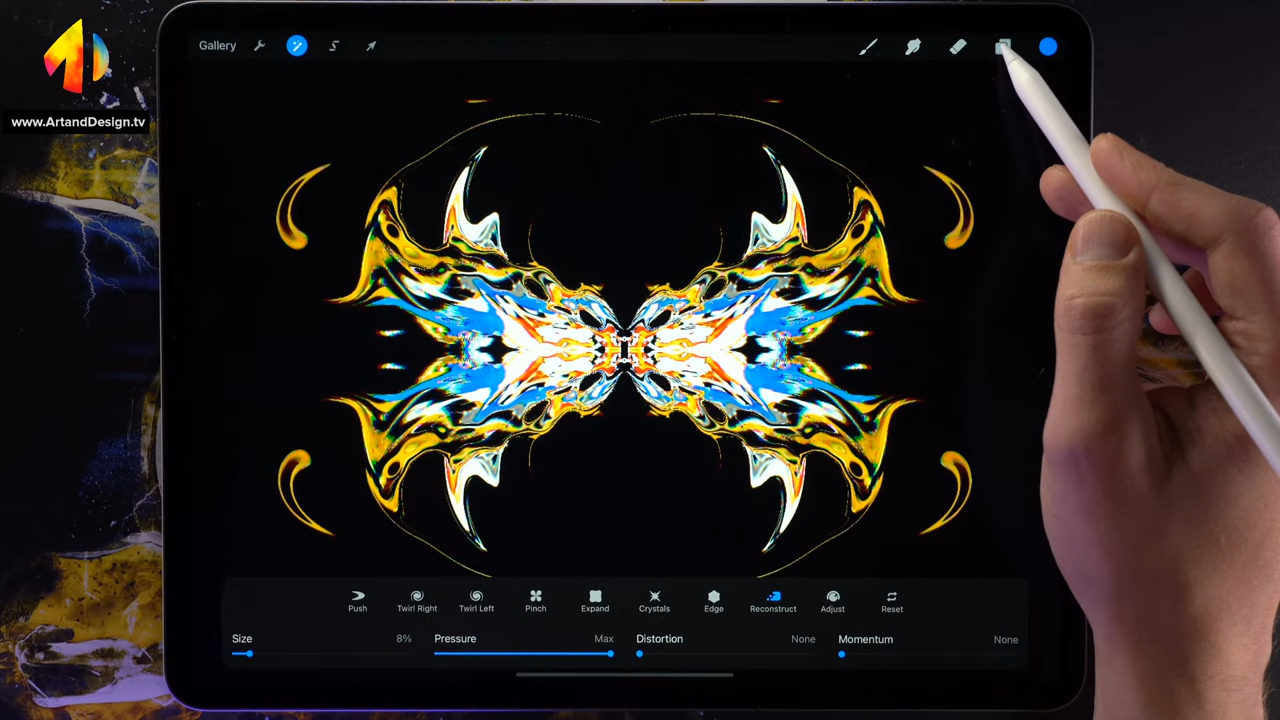 www.ArtandDesign.tv
Gallery
Push
Twirl Right
Twirl Left
Pinch
Expand
Crystals
Edge
Reconstruct
Adjust
Reset
Size 8%
Pressure Max
Distortion None
Momentum None